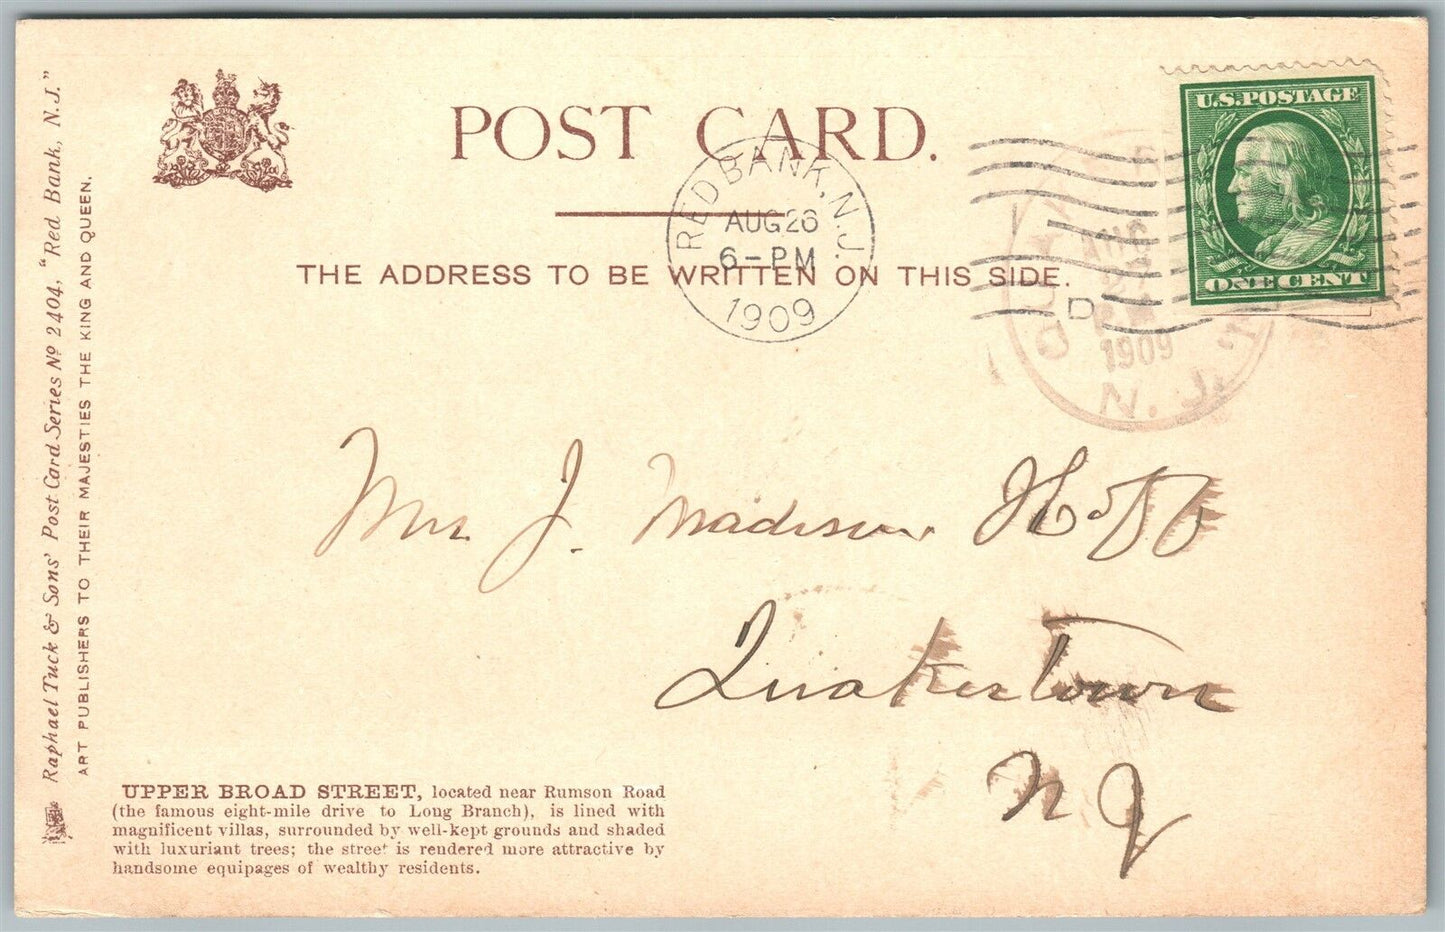 POST CARD.
THE ADDRESS TO BE WRITTEN ON THIS SIDE.
RED BANK, N.J.
AUG 26
6-PM
1909
D
U.S. POSTAGE
ONE CENT
AUG
27
1909
N. J.
Mrs J. Madison Hoff
Quakertown
N J
Raphael Tuck & Sons' Post Card Series No 2404, "Red Bank, N.J."
ART PUBLISHERS TO THEIR MAJESTIES THE KING AND QUEEN.
UPPER BROAD STREET, located near Rumson Road
(the famous eight-mile drive to Long Branch), is lined with
magnificent villas, surrounded by well-kept grounds and shaded
with luxuriant trees; the street is rendered more attractive by
handsome equipages of wealthy residents.